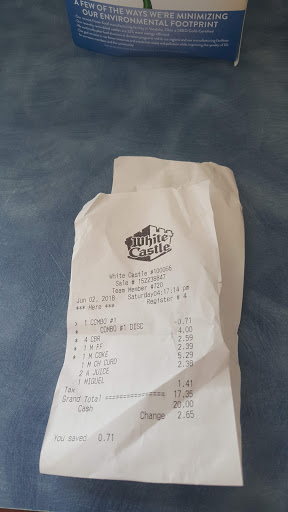 A FEW OF THE WAYS WE'RE MINIMIZING
OUR ENVIRONMENTAL FOOTPRINT
White
Castle
White Castle #100065
Sale # 152238847
Team Member #720
Jun 02, 2018 Saturday04:17:14 pm
*** Here *** Register # 4
> 1 COMBO #1
* COMBO #1 DISC -0.71
* 4 CBR 4.00
* 1 M FF 2.59
* 1 M COKE 2.39
1 M CH CURD 5.29
2 A JUICE 2.39
1 MIGUEL
Tax 1.41
Grand Total ================ 17.35
Cash 20.00
Change 2.65
You saved 0.71